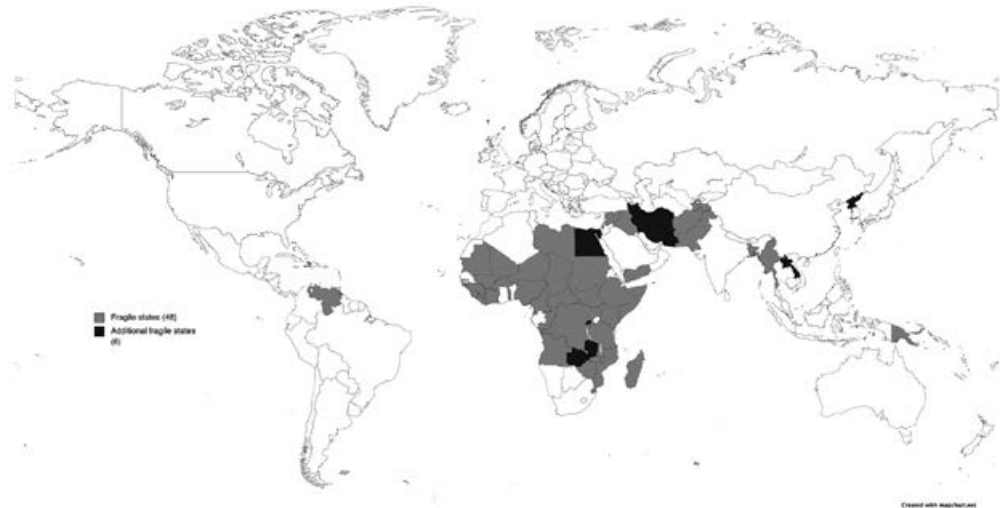 Fragile states (48)
Additional fragile states
(6)
Created with mapchart.net